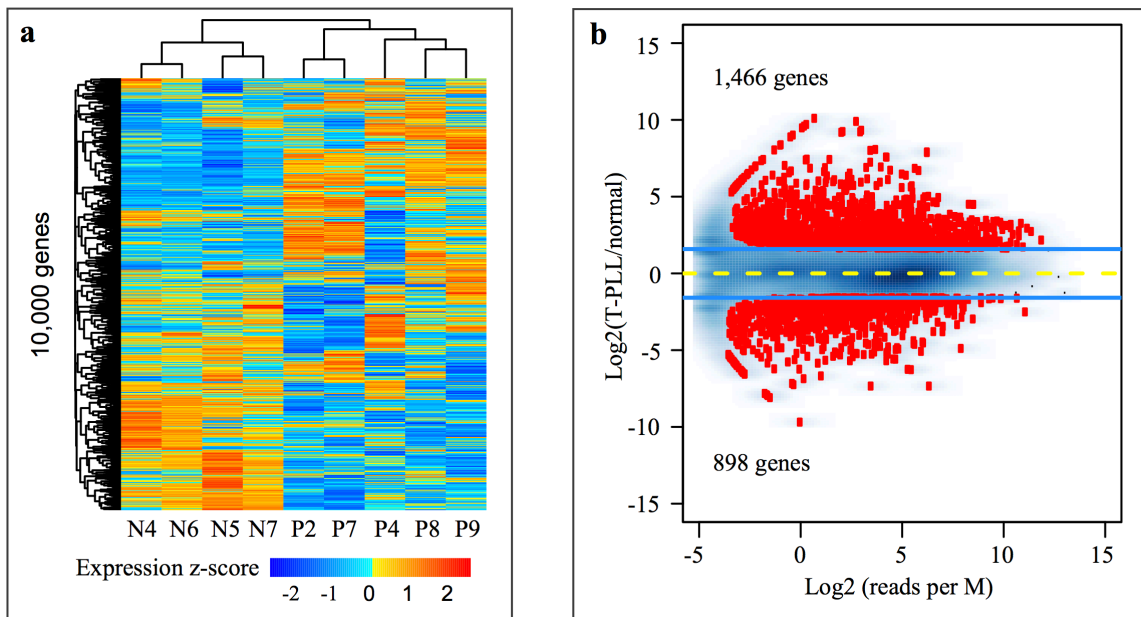 a
10,000 genes
N4 N6 N5 N7 P2 P7 P4 P8 P9
Expression z-score
-2 -1 0 1 2
b
Log2(T-PLL/normal)
15
10
5
0
-5
-10
-15
1,466 genes
898 genes
-5 0 5 10 15
Log2 (reads per M)